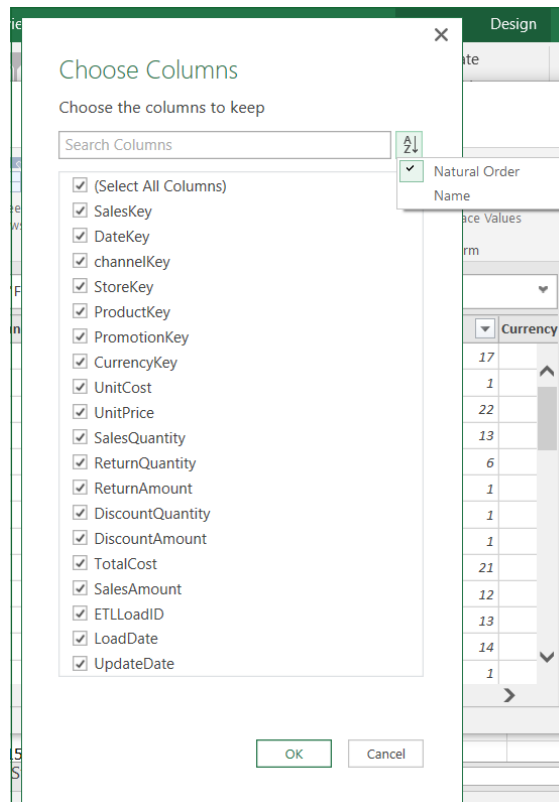 Design
Choose Columns
Choose the columns to keep
Search Columns
Natural Order
Name
(Select All Columns)
SalesKey
DateKey
channelKey
StoreKey
ProductKey
PromotionKey
CurrencyKey
UnitCost
UnitPrice
SalesQuantity
ReturnQuantity
ReturnAmount
DiscountQuantity
DiscountAmount
TotalCost
SalesAmount
ETLLoadID
LoadDate
UpdateDate
Values
Currency
17
1
22
13
6
1
1
1
21
12
13
14
1
OK
Cancel